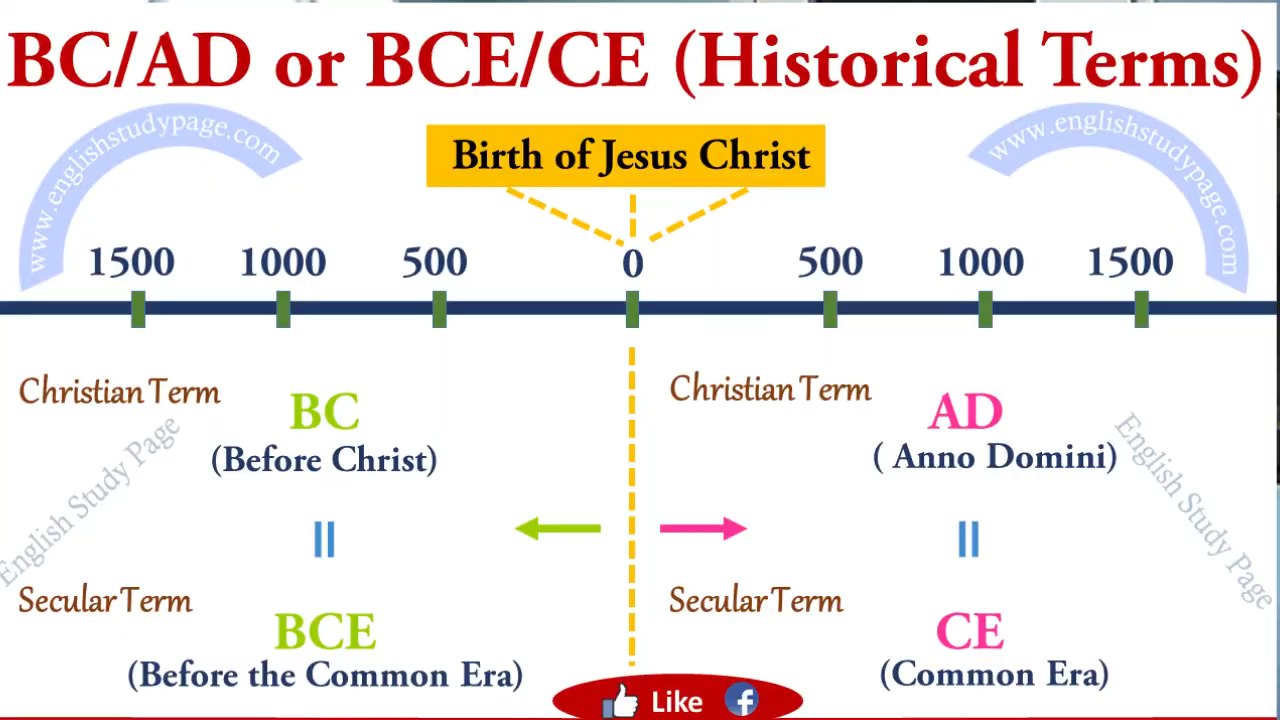 BC/AD or BCE/CE (Historical Terms)
www.englishstudypage.com
www.englishstudypage.com
Birth of Jesus Christ
1500 1000 500 0 500 1000 1500
Christian Term
BC
(Before Christ)
Christian Term
AD
( Anno Domini)
English Study Page
English Study Page
=
=
Secular Term
BCE
(Before the Common Era)
Secular Term
CE
(Common Era)
Like f